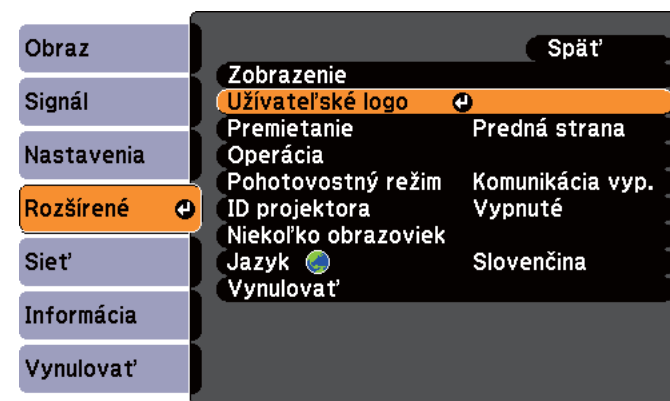 Obraz
Signál
Nastavenia
Rozšírené
Sieť
Informácia
Vynulovať
Späť
Zobrazenie
Užívateľské logo
Premietanie Predná strana
Operácia
Pohotovostný režim Komunikácia vyp.
ID projektora Vypnuté
Niekoľko obrazoviek
Jazyk Slovenčina
Vynulovať